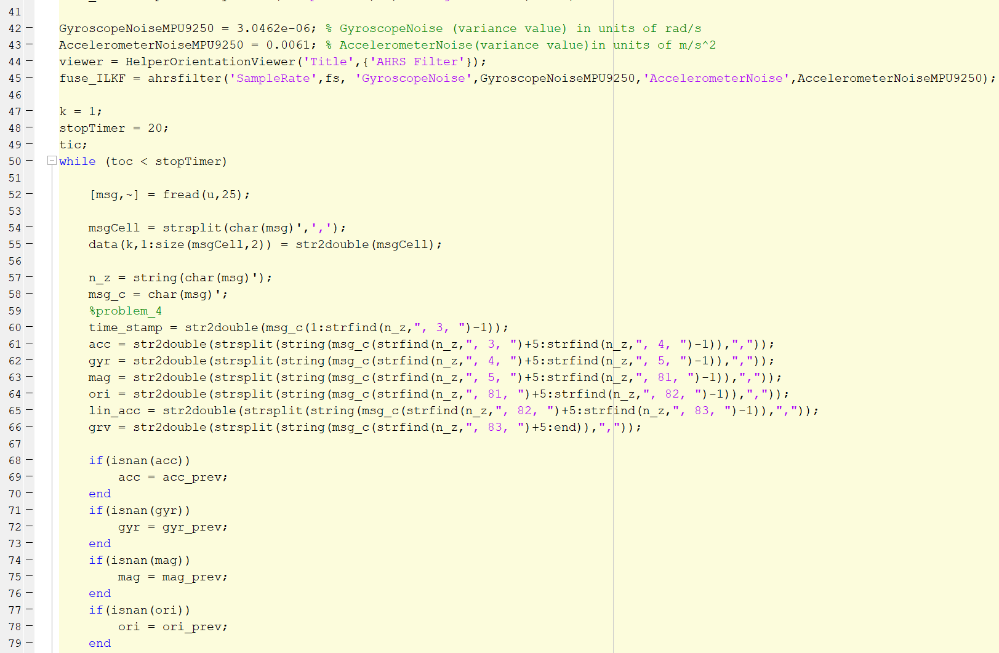 41
42 – GyroscopeNoiseMPU9250 = 3.0462e-06; % GyroscopeNoise (variance value) in units of rad/s
43 – AccelerometerNoiseMPU9250 = 0.0061; % AccelerometerNoise(variance value)in units of m/s^2
44 – viewer = HelperOrientationViewer('Title',{'AHRS Filter'});
45 – fuse_ILKF = ahrsfilter('SampleRate',fs, 'GyroscopeNoise',GyroscopeNoiseMPU9250,'AccelerometerNoise',AccelerometerNoiseMPU9250);
46
47 – k = 1;
48 – stopTimer = 20;
49 – tic;
50 – while (toc < stopTimer)
51
52 – [msg,~] = fread(u,25);
53
54 – msgCell = strsplit(char(msg)',',');
55 – data(k,1:size(msgCell,2)) = str2double(msgCell);
56
57 – n_z = string(char(msg)');
58 – msg_c = char(msg)';
59 %problem_4
60 – time_stamp = str2double(msg_c(1:strfind(n_z,", 3, ")-1));
61 – acc = str2double(strsplit(string(msg_c(strfind(n_z,", 3, ")+5:strfind(n_z,", 4, ")-1)),","));
62 – gyr = str2double(strsplit(string(msg_c(strfind(n_z,", 4, ")+5:strfind(n_z,", 5, ")-1)),","));
63 – mag = str2double(strsplit(string(msg_c(strfind(n_z,", 5, ")+5:strfind(n_z,", 81, ")-1)),","));
64 – ori = str2double(strsplit(string(msg_c(strfind(n_z,", 81, ")+5:strfind(n_z,", 82, ")-1)),","));
65 – lin_acc = str2double(strsplit(string(msg_c(strfind(n_z,", 82, ")+5:strfind(n_z,", 83, ")-1)),","));
66 – grv = str2double(strsplit(string(msg_c(strfind(n_z,", 83, ")+5:end)),","));
67
68 – if(isnan(acc))
69 – acc = acc_prev;
70 – end
71 – if(isnan(gyr))
72 – gyr = gyr_prev;
73 – end
74 – if(isnan(mag))
75 – mag = mag_prev;
76 – end
77 – if(isnan(ori))
78 – ori = ori_prev;
79 – end